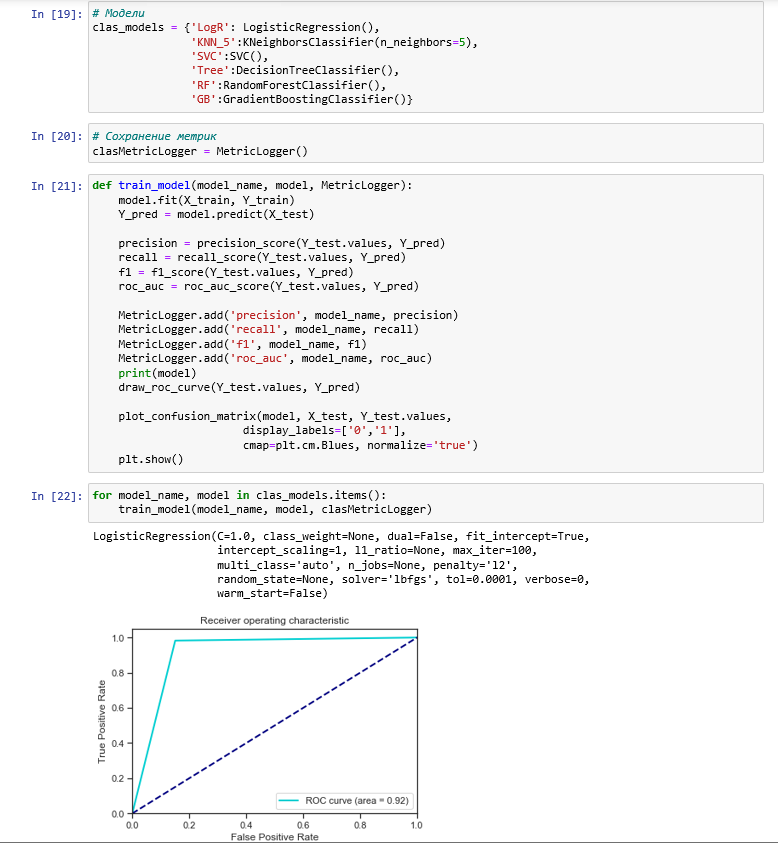 In [19]: # Модели
clas_models = {'LogR': LogisticRegression(),
'KNN_5':KNeighborsClassifier(n_neighbors=5),
'SVC':SVC(),
'Tree':DecisionTreeClassifier(),
'RF':RandomForestClassifier(),
'GB':GradientBoostingClassifier()}
In [20]: # Сохранение метрик
clasMetricLogger = MetricLogger()
In [21]: def train_model(model_name, model, MetricLogger):
model.fit(X_train, Y_train)
Y_pred = model.predict(X_test)
precision = precision_score(Y_test.values, Y_pred)
recall = recall_score(Y_test.values, Y_pred)
f1 = f1_score(Y_test.values, Y_pred)
roc_auc = roc_auc_score(Y_test.values, Y_pred)
MetricLogger.add('precision', model_name, precision)
MetricLogger.add('recall', model_name, recall)
MetricLogger.add('f1', model_name, f1)
MetricLogger.add('roc_auc', model_name, roc_auc)
print(model)
draw_roc_curve(Y_test.values, Y_pred)
plot_confusion_matrix(model, X_test, Y_test.values,
display_labels=['0','1'],
cmap=plt.cm.Blues, normalize='true')
plt.show()
In [22]: for model_name, model in clas_models.items():
train_model(model_name, model, clasMetricLogger)
LogisticRegression(C=1.0, class_weight=None, dual=False, fit_intercept=True,
intercept_scaling=1, l1_ratio=None, max_iter=100,
multi_class='auto', n_jobs=None, penalty='l2',
random_state=None, solver='lbfgs', tol=0.0001, verbose=0,
warm_start=False)
Receiver operating characteristic
1.0
0.8
0.6
0.4
0.2
0.0
True Positive Rate
ROC curve (area = 0.92)
0.0 0.2 0.4 0.6 0.8 1.0
False Positive Rate